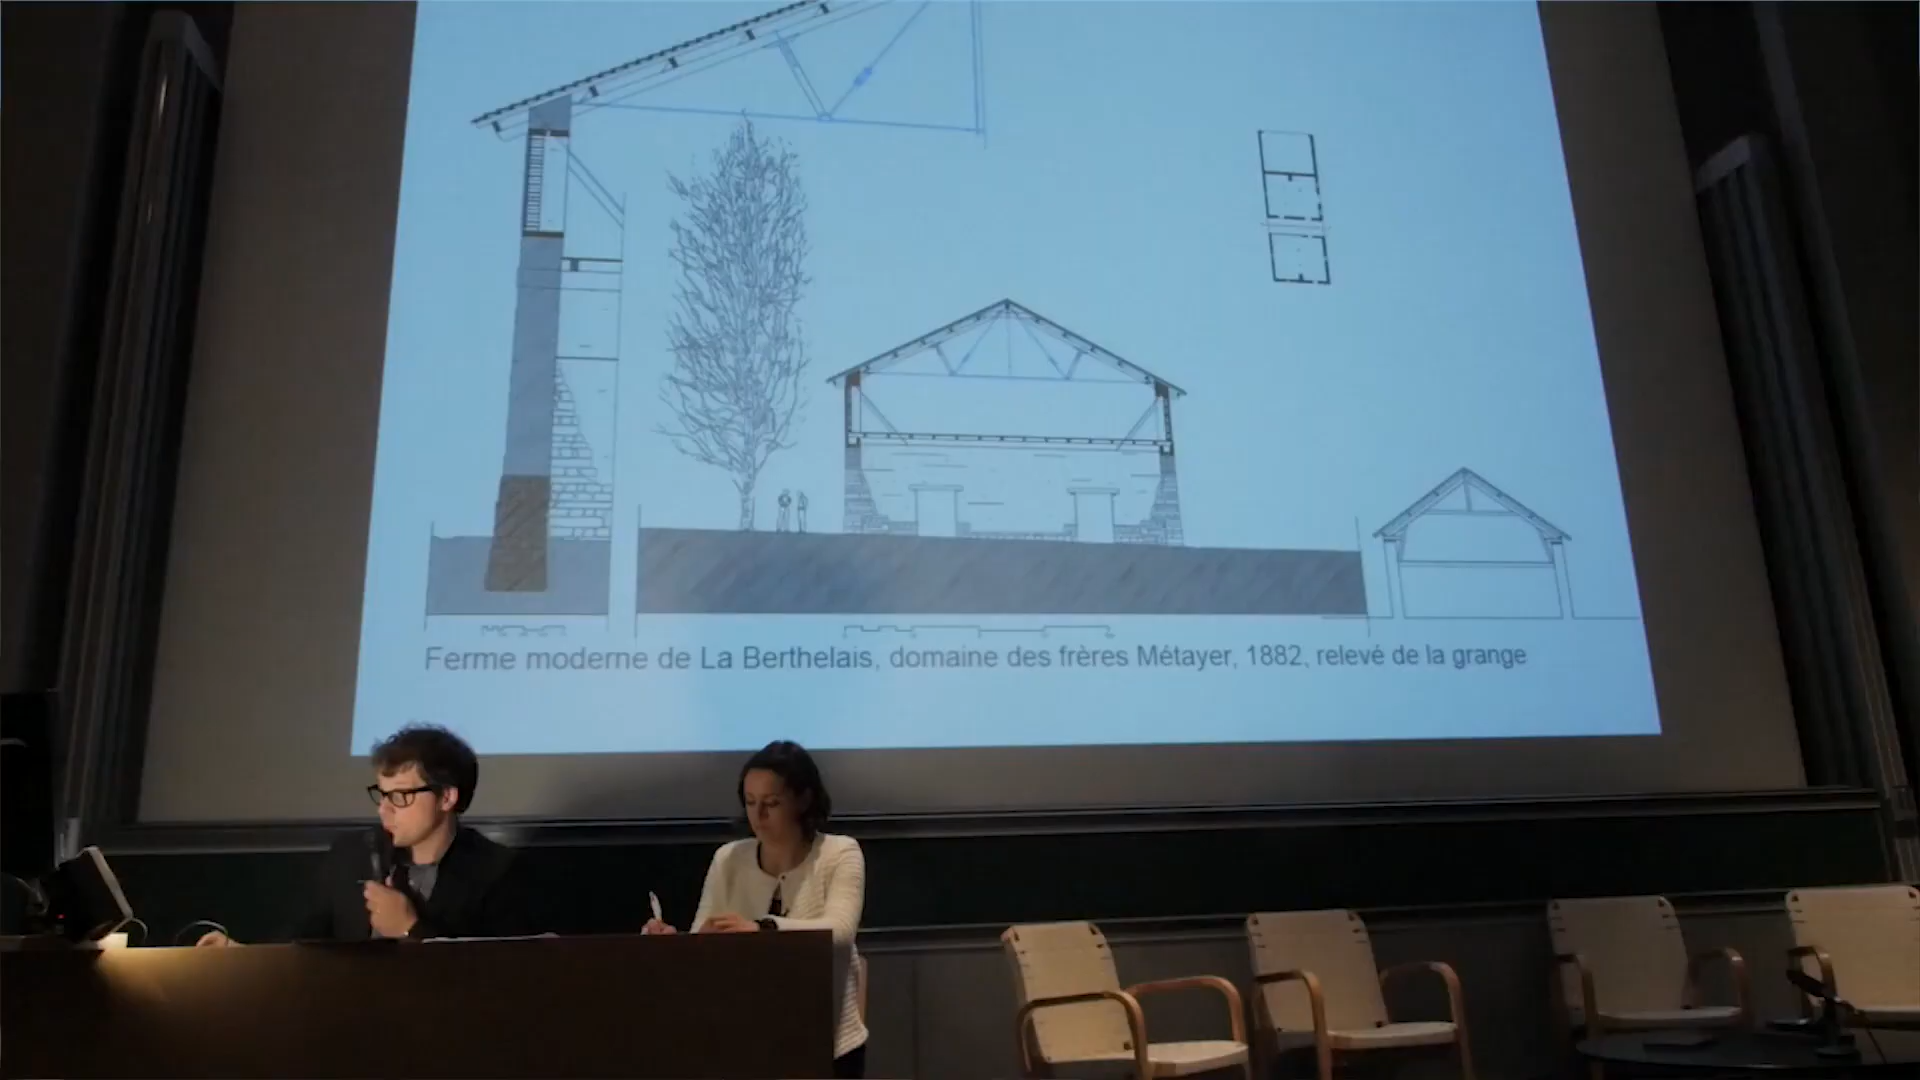 Ferme moderne de La Berthelais, domaine des frères Métayer, 1882, relevé de la grange